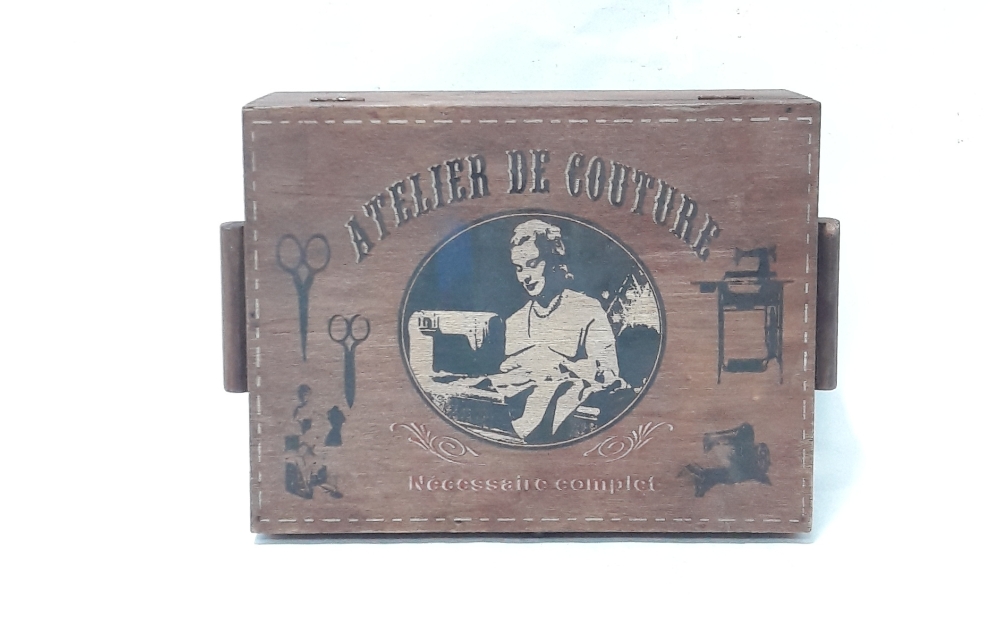 ATELIER DE COUTURE
Nécessaire complet